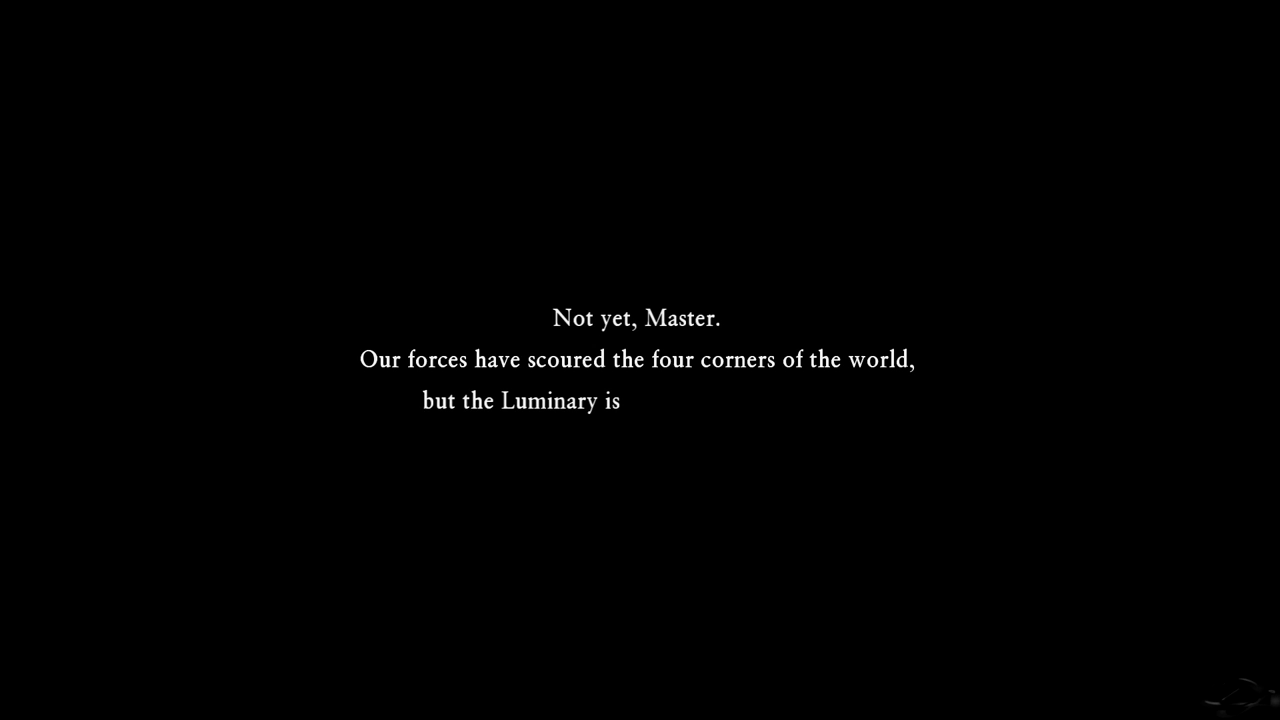 Not yet, Master.
Our forces have scoured the four corners of the world,
but the Luminary is